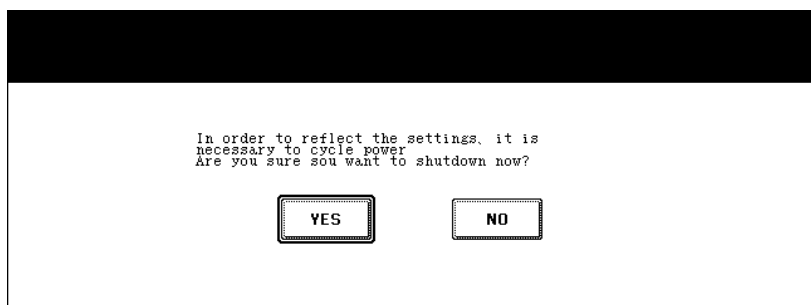 In order to reflect the settings、it is
necessary to cycle power
Are you sure sou want to shutdown now?
YES
NO